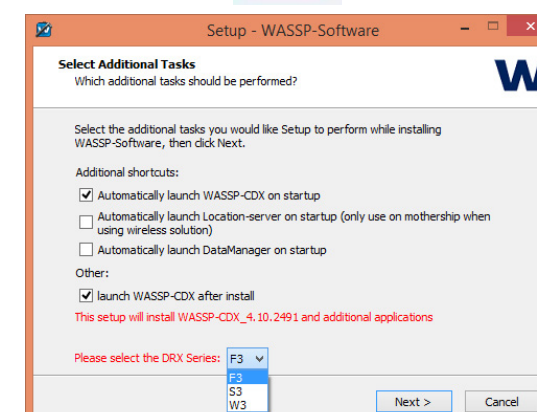 Setup - WASSP-Software
Select Additional Tasks
Which additional tasks should be performed?
W
Select the additional tasks you would like Setup to perform while installing
WASSP-Software, then click Next.
Additional shortcuts:
Automatically launch WASSP-CDX on startup
Automatically launch Location-server on startup (only use on mothership when
using wireless solution)
Automatically launch DataManager on startup
Other:
launch WASSP-CDX after install
This setup will install WASSP-CDX_4.10.2491 and additional applications
Please select the DRX Series: F3
F3
S3
W3
Next > Cancel